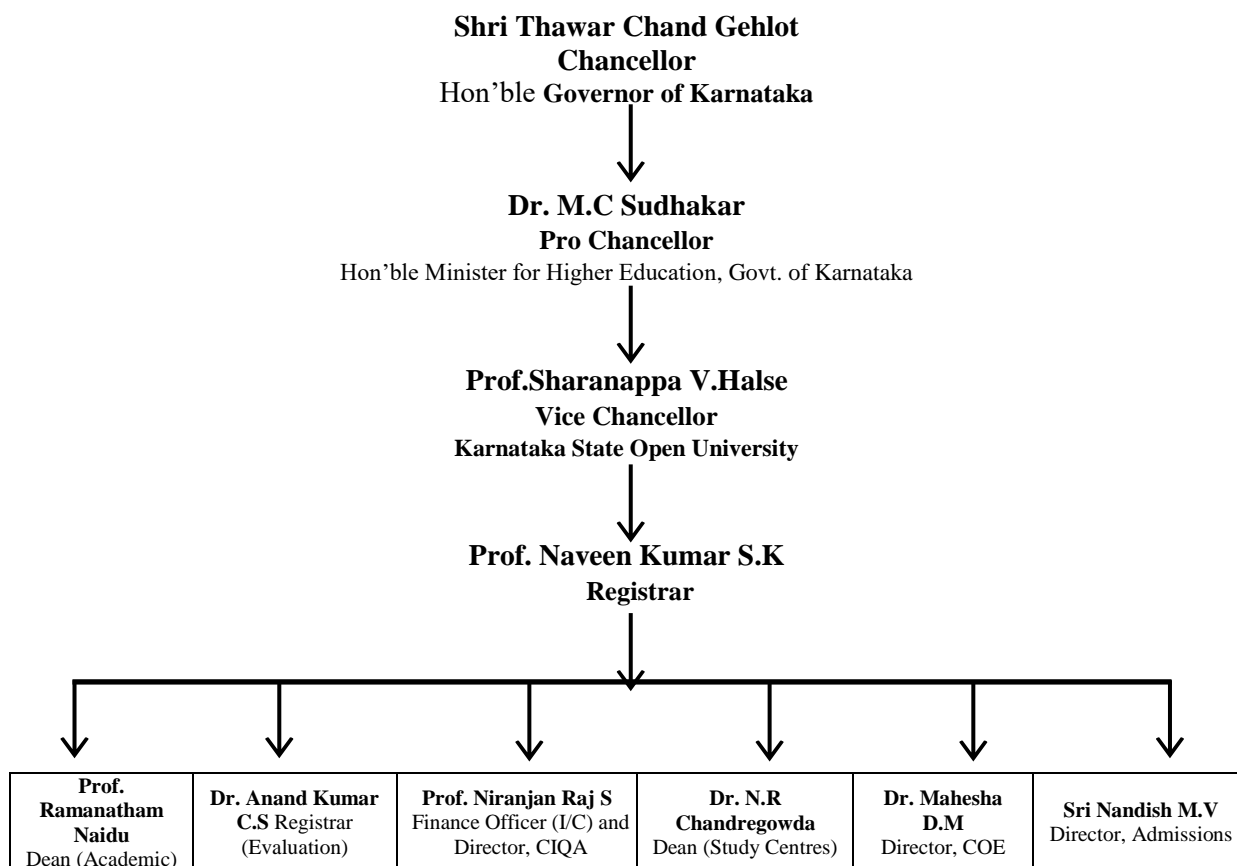 Shri Thawar Chand Gehlot
Chancellor
Hon’ble Governor of Karnataka
Dr. M.C Sudhakar
Pro Chancellor
Hon’ble Minister for Higher Education, Govt. of Karnataka
Prof.Sharanappa V.Halse
Vice Chancellor
Karnataka State Open University
Prof. Naveen Kumar S.K
Registrar
Prof.
Ramanatham
Naidu
Dean (Academic)
Dr. Anand Kumar
C.S Registrar
(Evaluation)
Prof. Niranjan Raj S
Finance Officer (I/C) and
Director, CIQA
Dr. N.R
Chandregowda
Dean (Study Centres)
Dr. Mahesha
D.M
Director, COE
Sri Nandish M.V
Director, Admissions